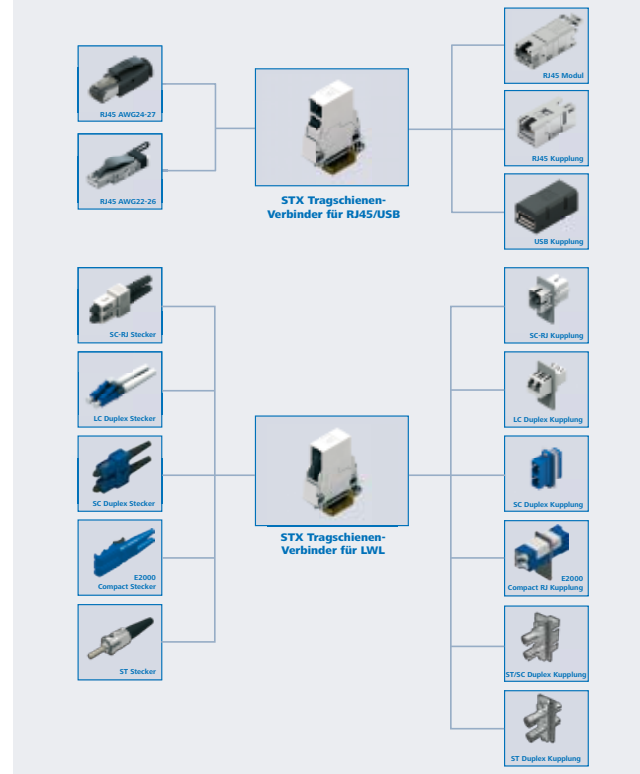 RJ45 AWG24-27
RJ45 AWG22-26
STX Tragschienen-
Verbinder für RJ45/USB
RJ45 Modul
RJ45 Kupplung
USB Kupplung
SC-RJ Stecker
LC Duplex Stecker
SC Duplex Stecker
E2000
Compact Stecker
ST Stecker
STX Tragschienen-
Verbinder für LWL
SC-RJ Kupplung
LC Duplex Kupplung
SC Duplex Kupplung
E2000
Compact RJ Kupplung
ST/SC Duplex Kupplung
ST Duplex Kupplung